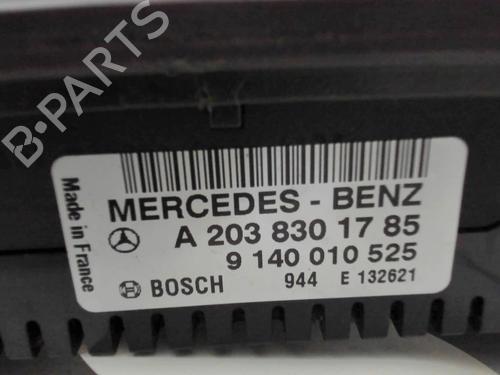 B-PARTS
Made in France
MERCEDES - BENZ
A 203 830 17 85
9 140 010 525
BOSCH 944 E 132621